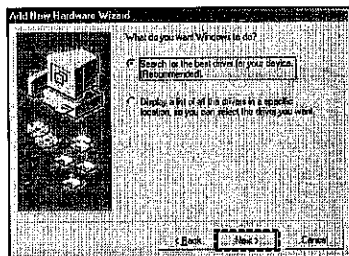 Add New Hardware Wizard
What do you want Windows to do?
Search for the best driver for your device.
(Recommended).
Display a list of all the drivers in a specific
location, so you can select the driver you want.
< Back Next > Cancel